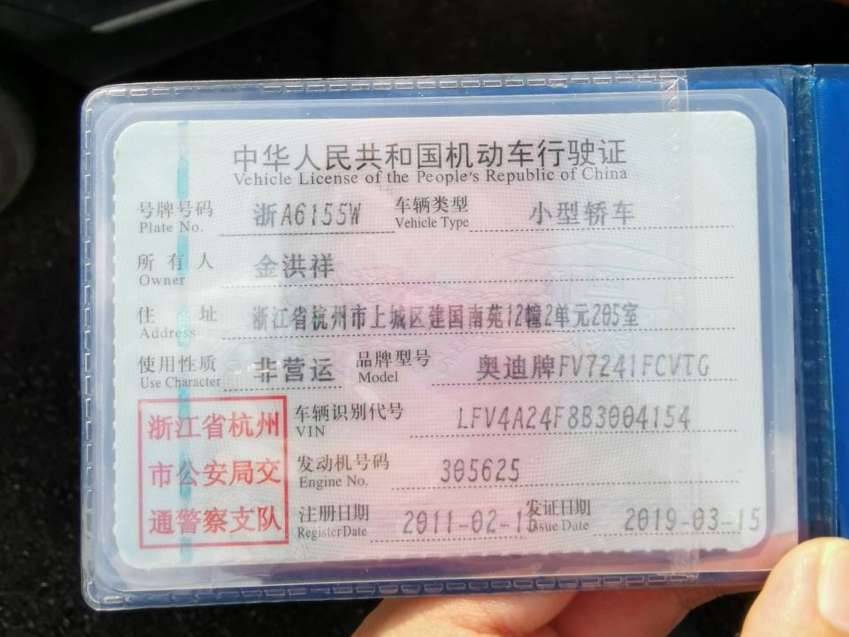 中华人民共和国机动车行驶证
Vehicle License of the People's Republic of China
号牌号码 浙A6155W 车辆类型 小型轿车
Plate No. Vehicle Type
所有人 金洪祥
Owner
住址 浙江省杭州市上城区建国南苑12幢2单元205室
Address
使用性质 非营运 品牌型号 奥迪牌FV7241FCVTG
Use Character Model
浙江省杭州
市公安局交
通警察支队
车辆识别代号 LFV4A24F8B3004154
VIN
发动机号码 305625
Engine No.
注册日期 2011-02-15 发证日期 2019-03-15
Register Date Issue Date